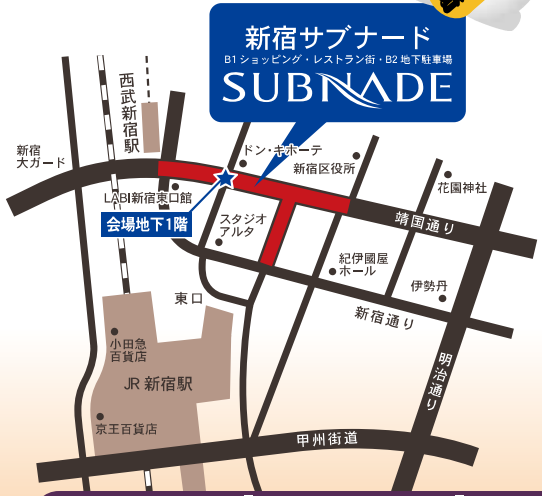 新宿サブナード
B1 ショッピング・レストラン街・B2 地下駐車場
SUBNADE
西武新宿駅
新宿
大ガード
ドン・キホーテ
新宿区役所
花園神社
LABI新宿東口館
会場地下1階
スタジオ
アルタ
靖国通り
紀伊國屋
ホール
伊勢丹
東口
新宿通り
小田急
百貨店
JR 新宿駅
明治通り
京王百貨店
甲州街道